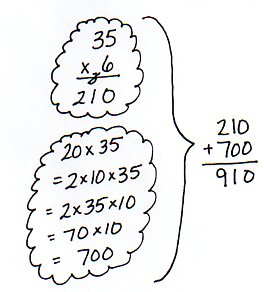 35
x 6
210
20 x 35
= 2 x 10 x 35
= 2 x 35 x 10
= 70 x 10
= 700
210
+ 700
910